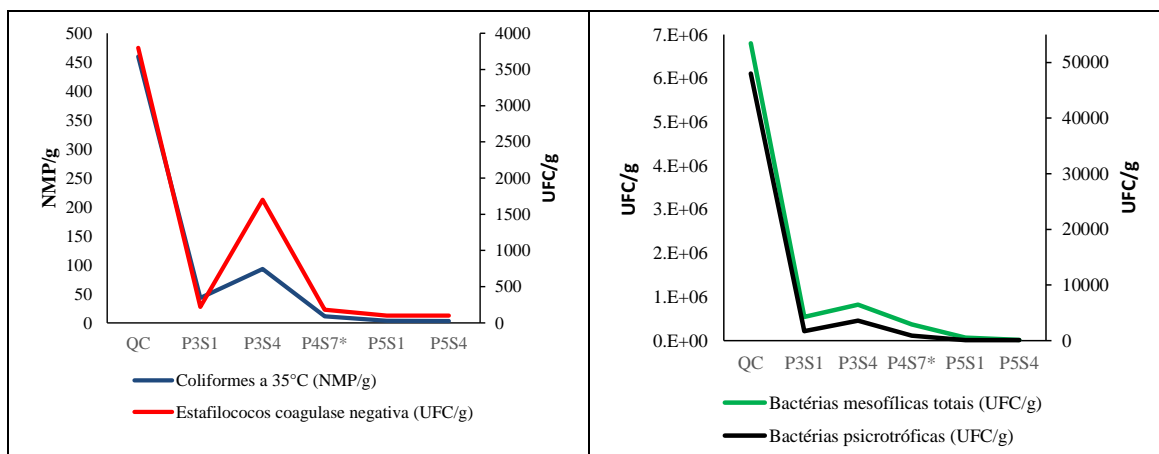 500
450
400
350
300
250
200
150
100
50
0
NMP/g
4000
3500
3000
2500
2000
1500
1000
500
0
UFC/g
QC P3S1 P3S4 P4S7* P5S1 P5S4
Coliformes a 35°C (NMP/g)
Estafilococos coagulase negativa (UFC/g)
7.E+06
6.E+06
5.E+06
4.E+06
3.E+06
2.E+06
1.E+06
0.E+00
UFC/g
50000
40000
30000
20000
10000
0
UFC/g
QC P3S1 P3S4 P4S7* P5S1 P5S4
Bactérias mesofílicas totais (UFC/g)
Bactérias psicrotróficas (UFC/g)